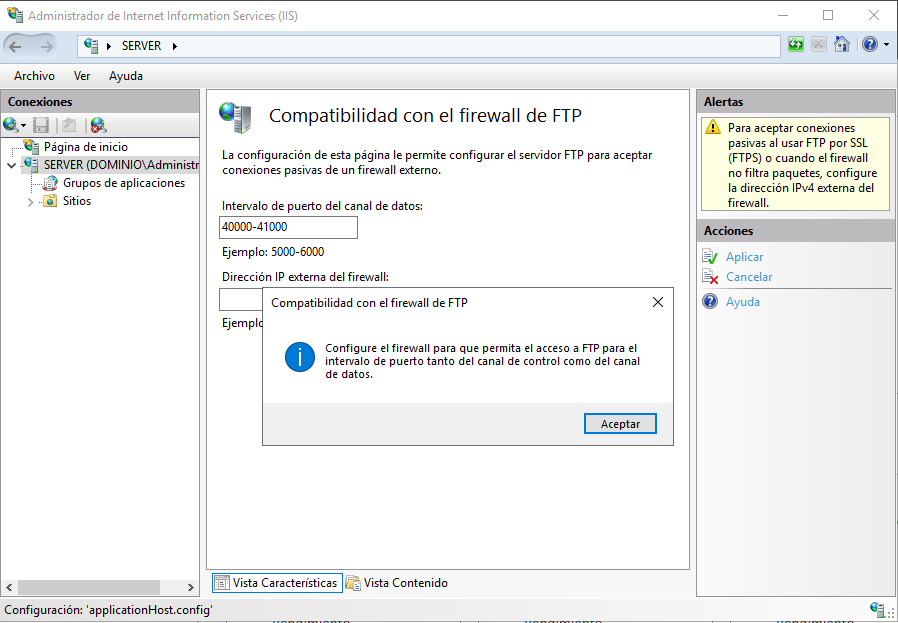 Administrador de Internet Information Services (IIS)
SERVER
Archivo Ver Ayuda
Conexiones
Página de inicio
SERVER (DOMINIO\Administr
Grupos de aplicaciones
Sitios
Compatibilidad con el firewall de FTP
La configuración de esta página le permite configurar el servidor FTP para aceptar
conexiones pasivas de un firewall externo.
Intervalo de puerto del canal de datos:
40000-41000
Ejemplo: 5000-6000
Dirección IP externa del firewall:
Ejemplo
Compatibilidad con el firewall de FTP
Configure el firewall para que permita el acceso a FTP para el
intervalo de puerto tanto del canal de control como del canal
de datos.
Aceptar
Vista Características Vista Contenido
Alertas
Para aceptar conexiones
pasivas al usar FTP por SSL
(FTPS) o cuando el firewall
no filtra paquetes, configure
la dirección IPv4 externa del
firewall.
Acciones
Aplicar
Cancelar
Ayuda
Configuración: 'applicationHost.config'